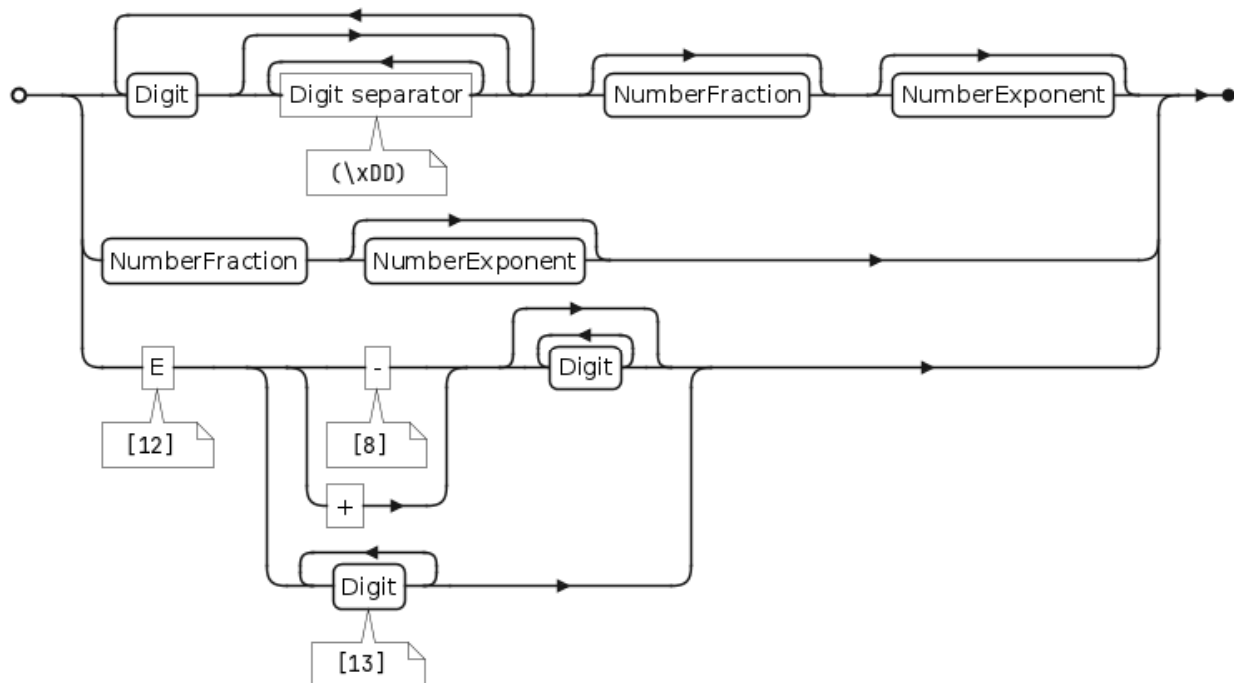 Digit Digit separator NumberFraction NumberExponent
(\xDD)
NumberFraction NumberExponent
E - Digit
[12] [8]
+
Digit
[13]